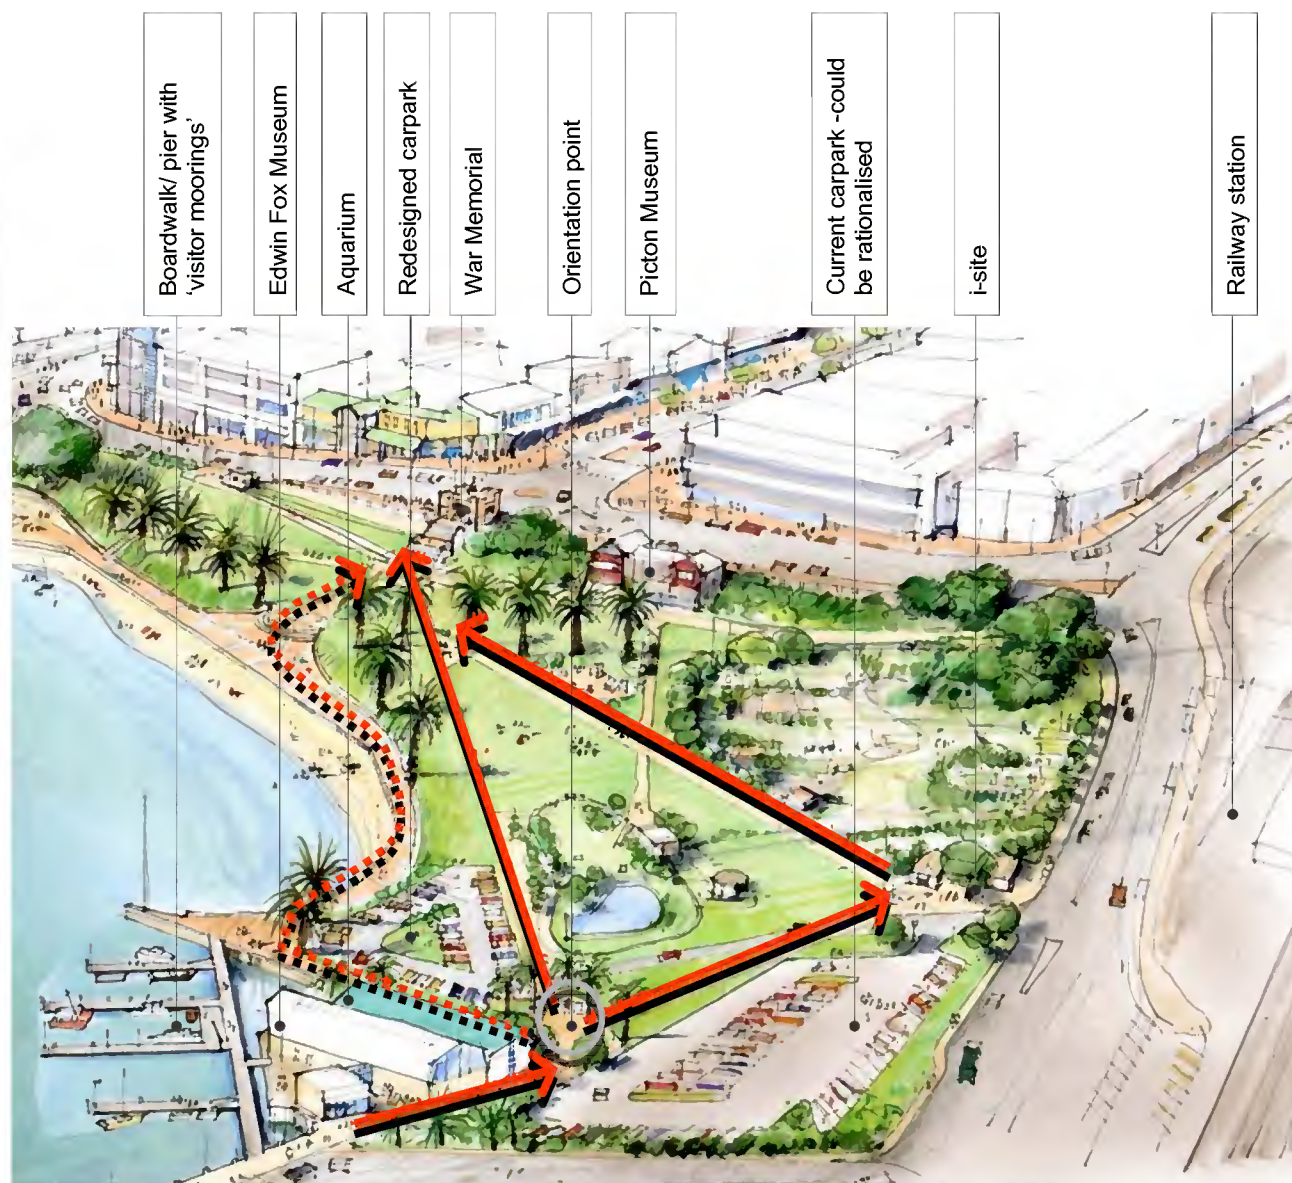 Boardwalk/ pier with
‘visitor moorings’
Edwin Fox Museum
Aquarium
Redesigned carpark
War Memorial
Orientation point
Picton Museum
Current carpark -could
be rationalised
i-site
Railway station